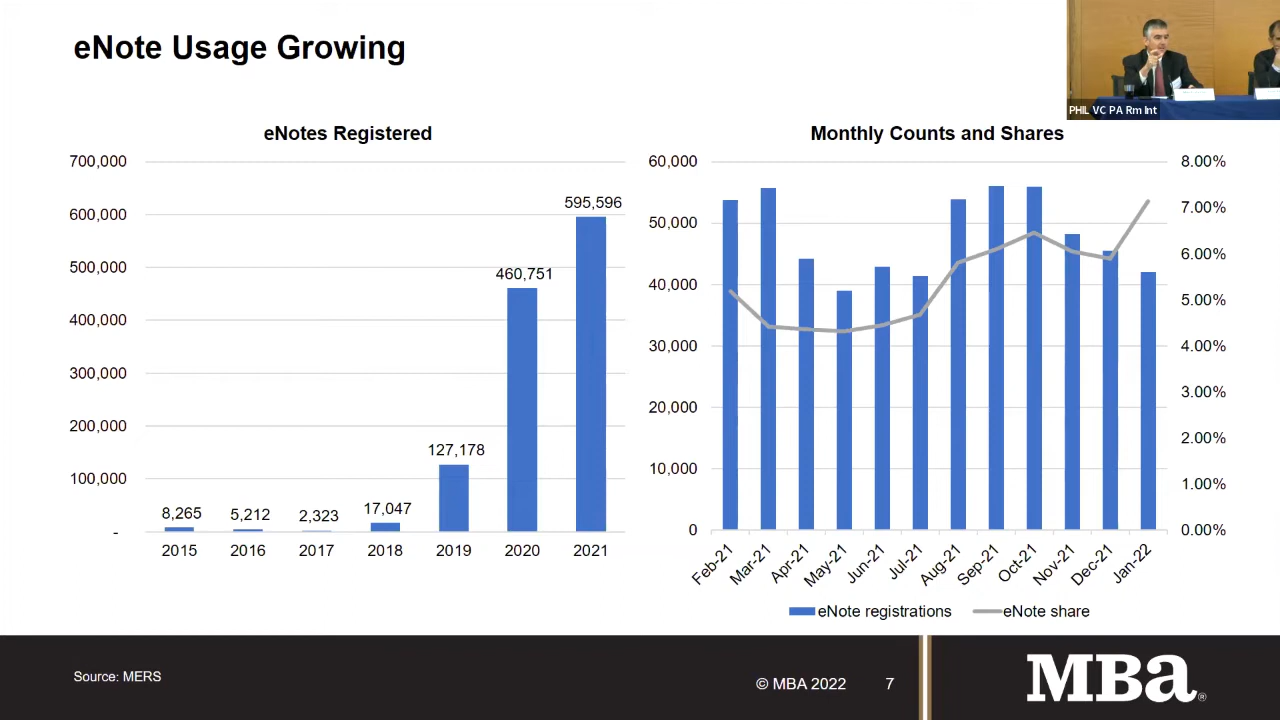 eNote Usage Growing
PHIL VC PA Rm Int
eNotes Registered
700,000
600,000
500,000
400,000
300,000
200,000
100,000
-
8,265
5,212
2,323
17,047
127,178
460,751
595,596
2015
2016
2017
2018
2019
2020
2021
Monthly Counts and Shares
60,000
50,000
40,000
30,000
20,000
10,000
0
8.00%
7.00%
6.00%
5.00%
4.00%
3.00%
2.00%
1.00%
0.00%
Feb-21
Mar-21
Apr-21
May-21
Jun-21
Jul-21
Aug-21
Sep-21
Oct-21
Nov-21
Dec-21
Jan-22
eNote registrations
eNote share
Source: MERS
© MBA 2022
7
MBa®